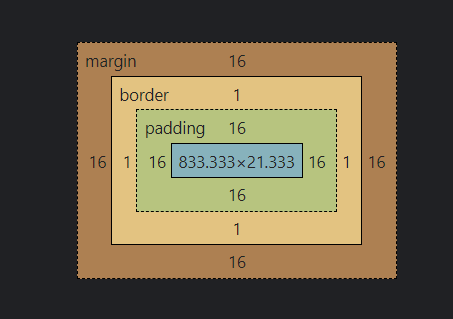 margin 16
border 1
padding 16
16 1 16 833.333×21.333 16 1 16
16
1
16